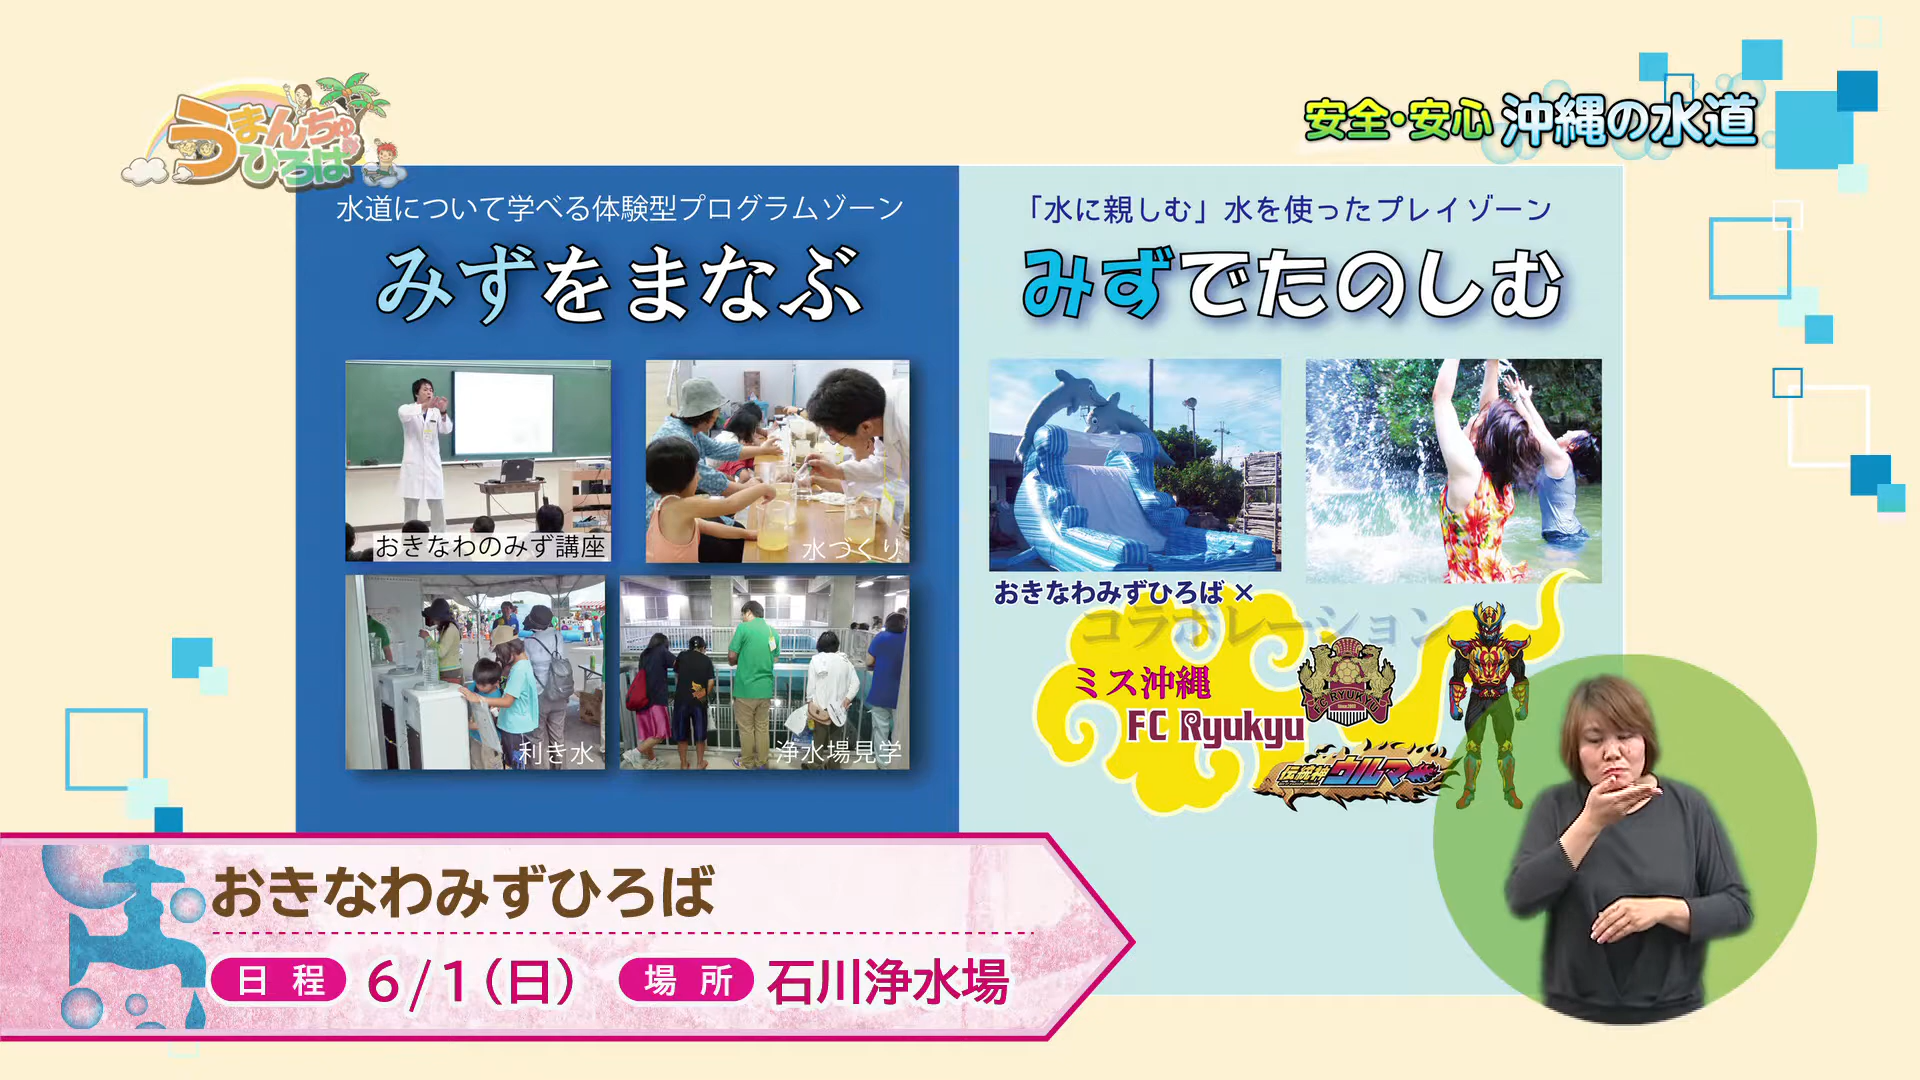 うまんちゅひろば
安全・安心 沖縄の水道
水道について学べる体験型プログラムゾーン
みずをまなぶ
おきなわのみず講座
水づくり
利き水
浄水場見学
「水に親しむ」水を使ったプレイゾーン
みずでたのしむ
おきなわみずひろば ×
コラボレーション
ミス沖縄
FC Ryukyu
FC RYUKYU
伝統神 ウルマ
おきなわみずひろば
日程 6/1(日) 場所 石川浄水場